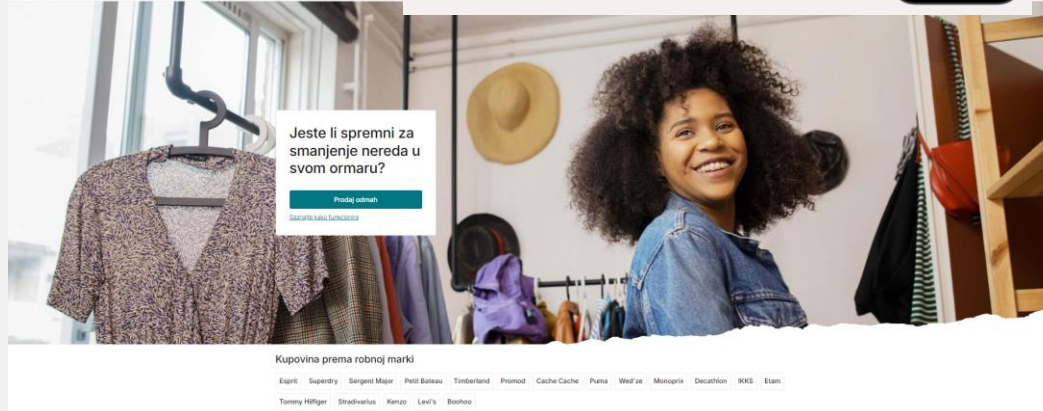 Jeste li spremni za
smanjenje nereda u
svom ormaru?
Prodaj odmah
Saznajte kako funkcionira
Kupovina prema robnoj marki
Esprit Superdry Sergent Major Petit Bateau Timberland Promod Cache Cache Puma Wed'ze Monoprix Decathlon IKKS Etam
Tommy Hilfiger Stradivarius Kenzo Levi's Boohoo